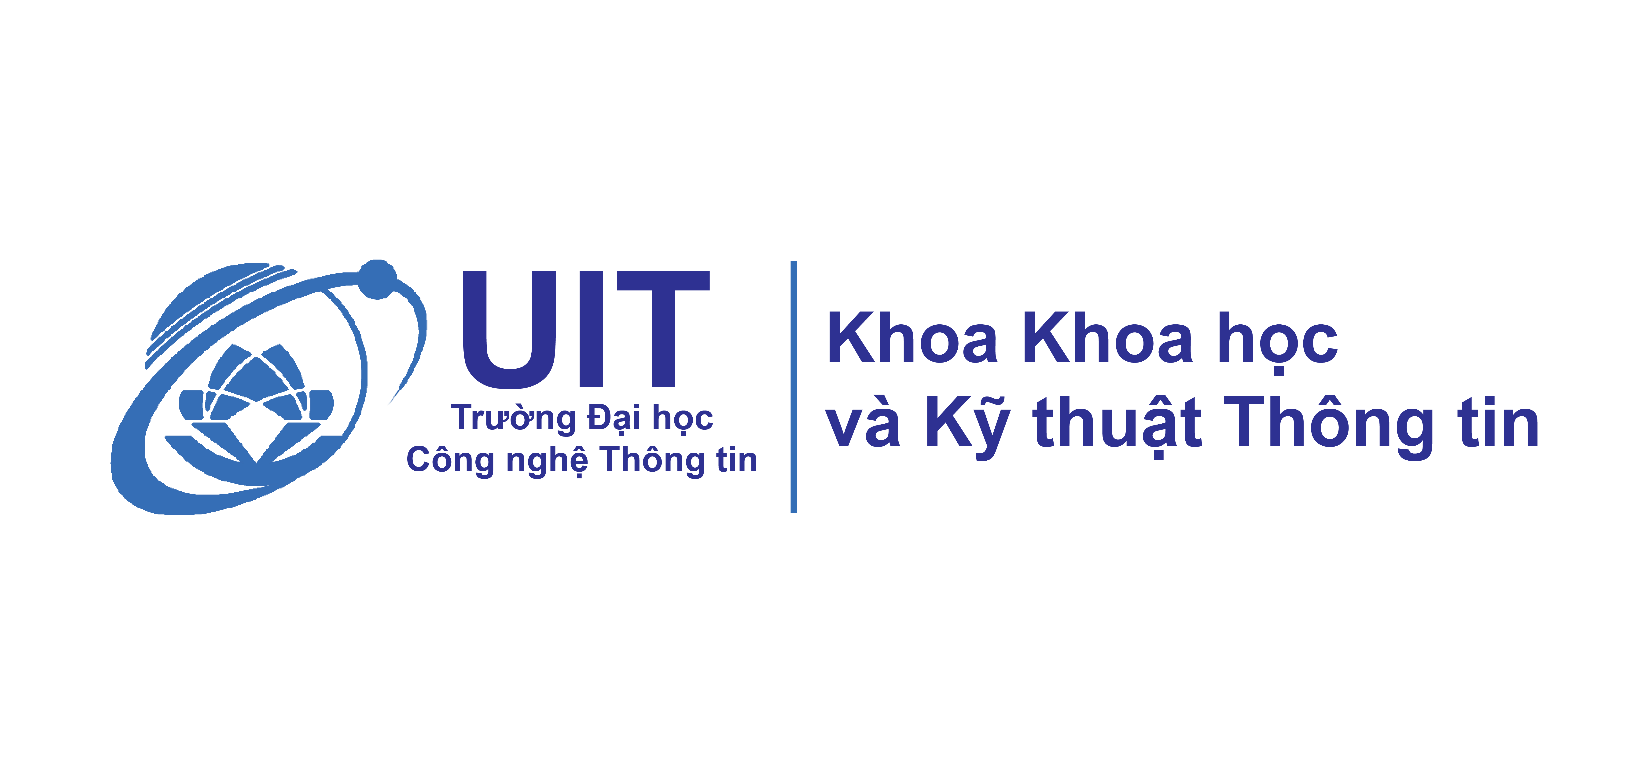 UIT
Trường Đại học
Công nghệ Thông tin
Khoa Khoa học
và Kỹ thuật Thông tin